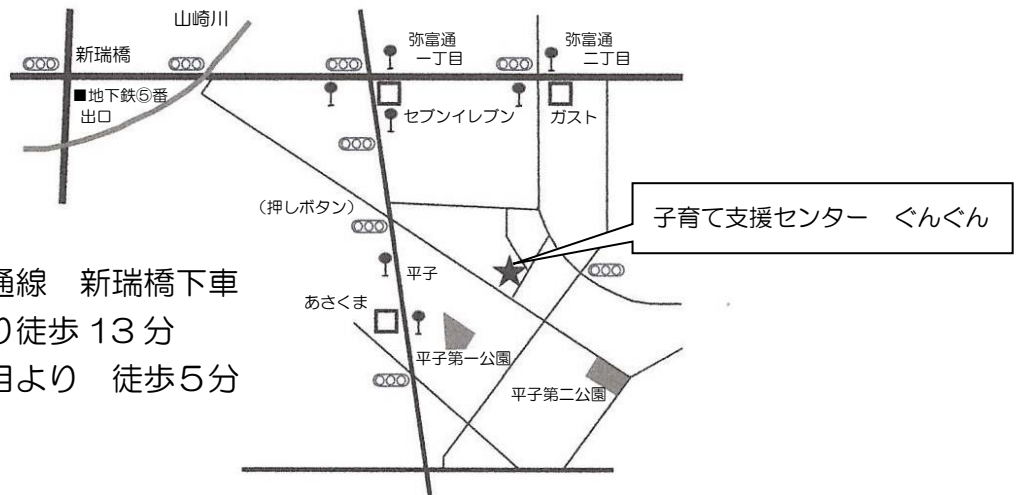 山崎川
新瑞橋
弥富通
一丁目
弥富通
二丁目
■地下鉄⑤番
出口
セブンイレブン
ガスト
（押しボタン）
子育て支援センター　ぐんぐん
通線　新瑞橋下車
平子
り徒歩 13 分
あさくま
目より　徒歩５分
平子第一公園
平子第二公園